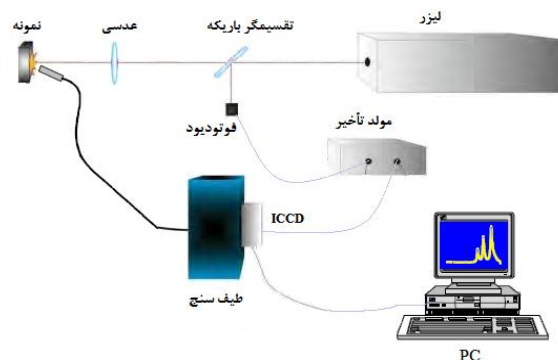 نمونه
عدسی
تقسیمگر باریکه
لیزر
فوتودیود
مولد تأخیر
ICCD
طیف سنج
PC